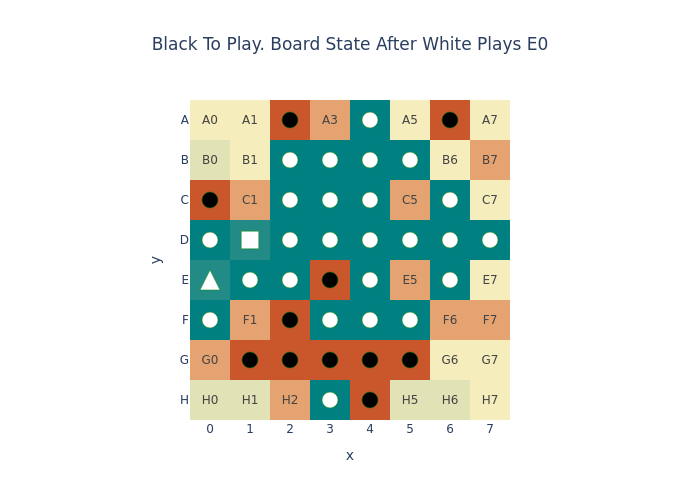 Black To Play. Board State After White Plays E0
A A0 A1 A3 A5 A7
B B0 B1 B6 B7
C C1 C5 C7
D
E E5 E7
F F1 F6 F7
G G0 G6 G7
H H0 H1 H2 H5 H6 H7
0 1 2 3 4 5 6 7
x
y